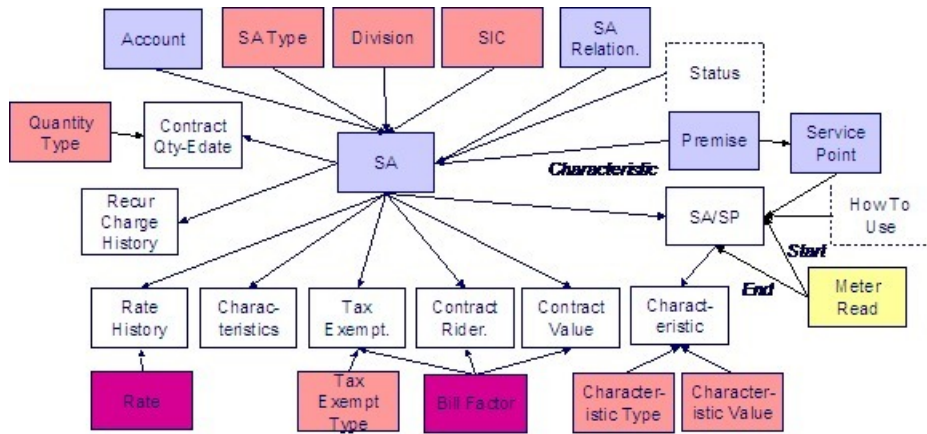 Account
SA Type
Division
SIC
SA
Relation.
Status
Quantity
Type
Contract
Qty-Edate
SA
Premise
Service
Point
Characteristic
Recur
Charge
History
SA/SP
How To
Use
Start
End
Meter
Read
Rate
History
Charac-
teristics
Tax
Exempt.
Contract
Rider.
Contract
Value
Charact-
eristic
Rate
Tax
Exempt
Type
Bill Factor
Character-
istic Type
Character-
istic Value